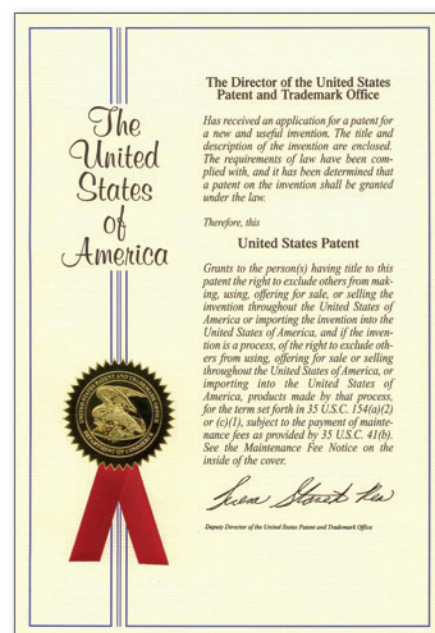 The
United
States
of
America
The Director of the United States
Patent and Trademark Office
Has received an application for a patent for
a new and useful invention. The title and
description of the invention are enclosed.
The requirements of law have been com-
plied with, and it has been determined that
a patent on the invention shall be granted
under the law.
Therefore, this
United States Patent
Grants to the person(s) having title to this
patent the right to exclude others from mak-
ing, using, offering for sale, or selling the
invention throughout the United States of
America or importing the invention into the
United States of America, and if the inven-
tion is a process, of the right to exclude oth-
ers from using, offering for sale or selling
throughout the United States of America, or
importing into the United States of
America, products made by that process,
for the term set forth in 35 U.S.C. 154(a)(2)
or (c)(1), subject to the payment of mainte-
nance fees as provided by 35 U.S.C. 41(b).
See the Maintenance Fee Notice on the
inside of the cover.
UNITED STATES PATENT AND TRADEMARK OFFICE
DEPARTMENT OF COMMERCE
Deputy Director of the United States Patent and Trademark Office